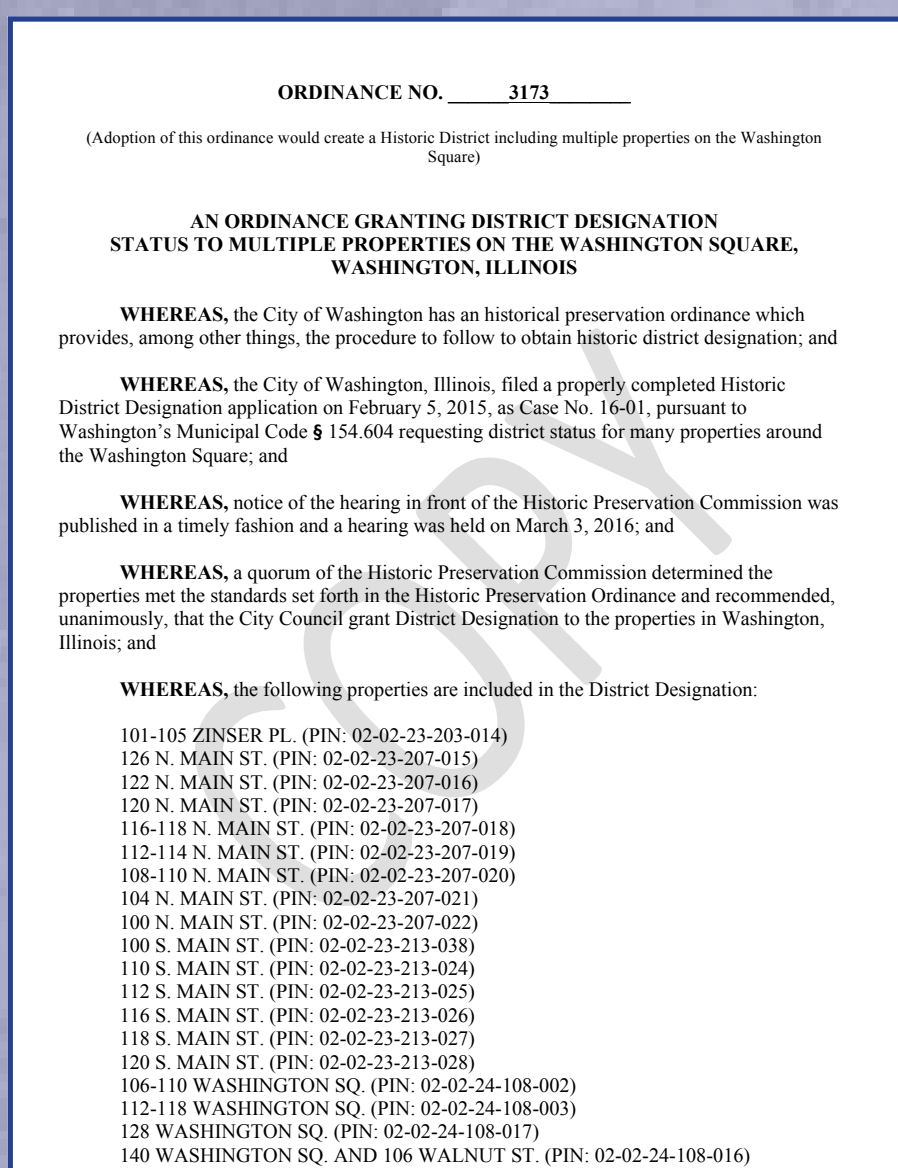 ORDINANCE NO. ______3173________
(Adoption of this ordinance would create a Historic District including multiple properties on the Washington
Square)
AN ORDINANCE GRANTING DISTRICT DESIGNATION
STATUS TO MULTIPLE PROPERTIES ON THE WASHINGTON SQUARE,
WASHINGTON, ILLINOIS
WHEREAS, the City of Washington has an historical preservation ordinance which
provides, among other things, the procedure to follow to obtain historic district designation; and
WHEREAS, the City of Washington, Illinois, filed a properly completed Historic
District Designation application on February 5, 2015, as Case No. 16-01, pursuant to
Washington's Municipal Code § 154.604 requesting district status for many properties around
the Washington Square; and
WHEREAS, notice of the hearing in front of the Historic Preservation Commission was
published in a timely fashion and a hearing was held on March 3, 2016; and
WHEREAS, a quorum of the Historic Preservation Commission determined the
properties met the standards set forth in the Historic Preservation Ordinance and recommended,
unanimously, that the City Council grant District Designation to the properties in Washington,
Illinois; and
WHEREAS, the following properties are included in the District Designation:
101-105 ZINSER PL. (PIN: 02-02-23-203-014)
126 N. MAIN ST. (PIN: 02-02-23-207-015)
122 N. MAIN ST. (PIN: 02-02-23-207-016)
120 N. MAIN ST. (PIN: 02-02-23-207-017)
116-118 N. MAIN ST. (PIN: 02-02-23-207-018)
112-114 N. MAIN ST. (PIN: 02-02-23-207-019)
108-110 N. MAIN ST. (PIN: 02-02-23-207-020)
104 N. MAIN ST. (PIN: 02-02-23-207-021)
100 N. MAIN ST. (PIN: 02-02-23-207-022)
100 S. MAIN ST. (PIN: 02-02-23-213-038)
110 S. MAIN ST. (PIN: 02-02-23-213-024)
112 S. MAIN ST. (PIN: 02-02-23-213-025)
116 S. MAIN ST. (PIN: 02-02-23-213-026)
118 S. MAIN ST. (PIN: 02-02-23-213-027)
120 S. MAIN ST. (PIN: 02-02-23-213-028)
106-110 WASHINGTON SQ. (PIN: 02-02-24-108-002)
112-118 WASHINGTON SQ. (PIN: 02-02-24-108-003)
128 WASHINGTON SQ. (PIN: 02-02-24-108-017)
140 WASHINGTON SQ. AND 106 WALNUT ST. (PIN: 02-02-24-108-016)
COPY